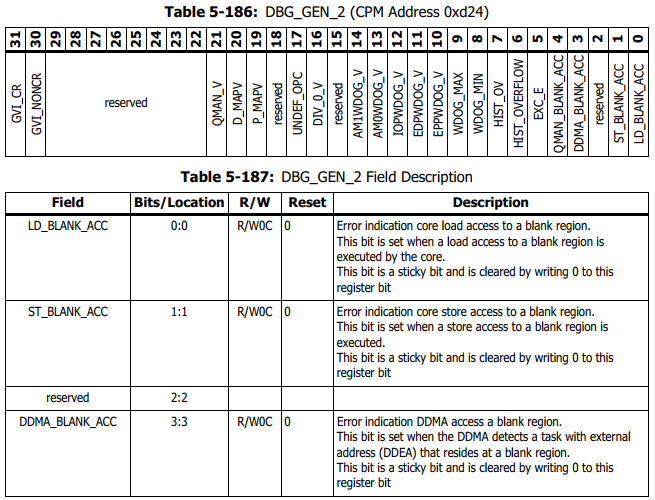 Table 5-186: DBG_GEN_2 (CPM Address 0xd24)
31 30 29 28 27 26 25 24 23 22 21 20 19 18 17 16 15 14 13 12 11 10 9 8 7 6 5 4 3 2 1 0
GVI_CR GVI_NONCR reserved QMAN_V D_MAPV P_MAPV reserved UNDEF_OPC DIV_0_V reserved AM1WDOG_V AM0WDOG_V IOPWDOG_V EDPWDOG_V EPPWDOG_V WDOG_MAX WDOG_MIN HIST_OV HIST_OVERFLOW EXC_E QMAN_BLANK_ACC DDMA_BLANK_ACC reserved ST_BLANK_ACC LD_BLANK_ACC
Table 5-187: DBG_GEN_2 Field Description
Field Bits/Location R/W Reset Description
LD_BLANK_ACC 0:0 R/W0C 0 Error indication core load access to a blank region.
This bit is set when a load access to a blank region is
executed by the core.
This bit is a sticky bit and is cleared by writing 0 to this
register bit
ST_BLANK_ACC 1:1 R/W0C 0 Error indication core store access to a blank region.
This bit is set when a store access to a blank region is
executed.
This bit is a sticky bit and is cleared by writing 0 to this
register bit
reserved 2:2
DDMA_BLANK_ACC 3:3 R/W0C 0 Error indication DDMA access a blank region.
This bit is set when the DDMA detects a task with external
address (DDEA) that resides at a blank region.
This bit is a sticky bit and is cleared by writing 0 to this
register bit